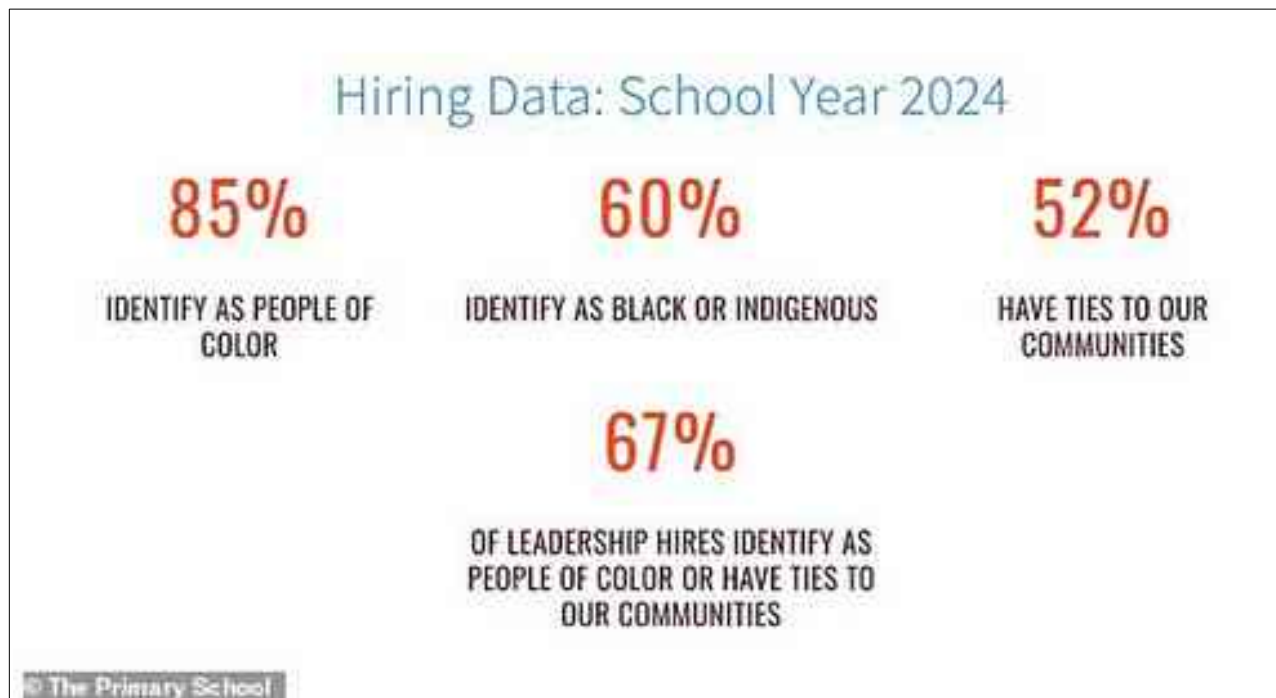 Hiring Data: School Year 2024
85%
IDENTIFY AS PEOPLE OF
COLOR
60%
IDENTIFY AS BLACK OR INDIGENOUS
52%
HAVE TIES TO OUR
COMMUNITIES
67%
OF LEADERSHIP HIRES IDENTIFY AS
PEOPLE OF COLOR OR HAVE TIES TO
OUR COMMUNITIES
© The Primary School